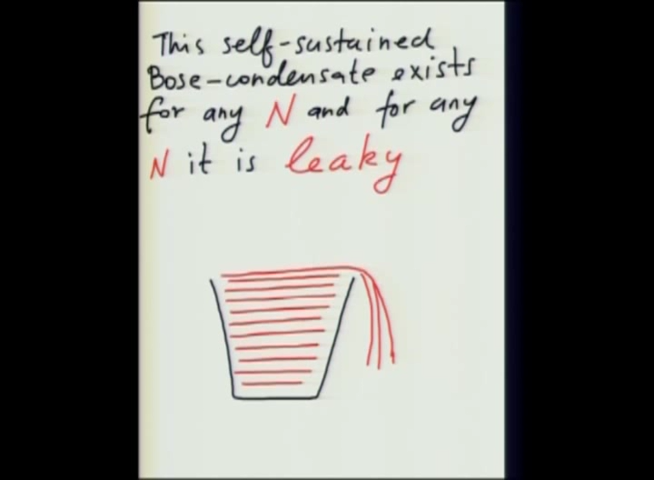 This self-sustained
Bose-condensate exists
for any N and for any
N it is leaky